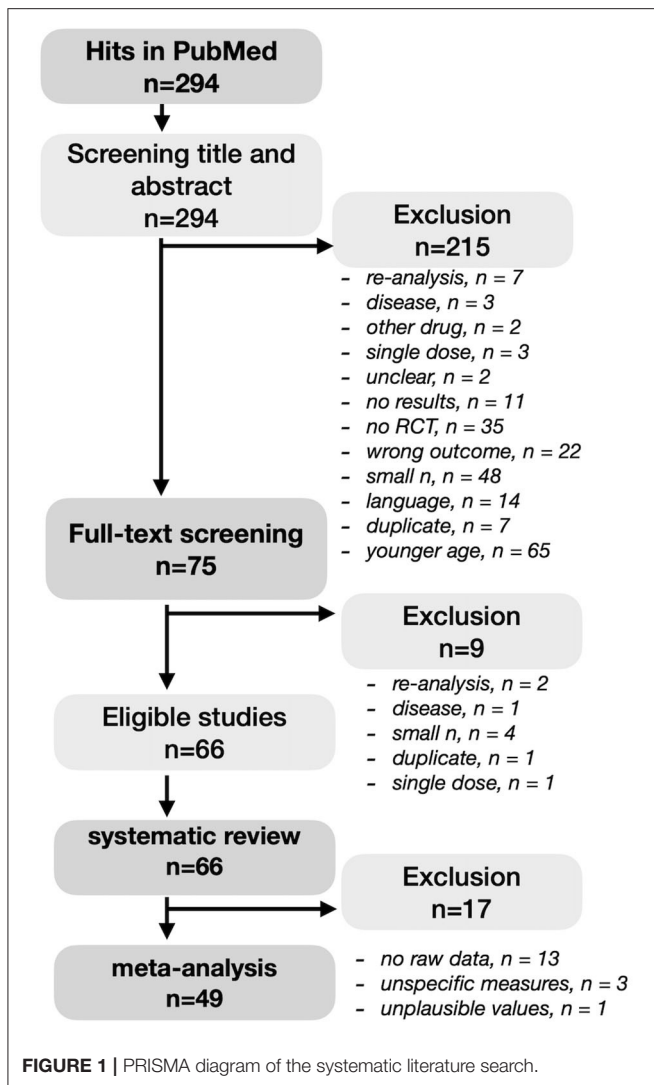 Hits in PubMed
n=294
Screening title and
abstract
n=294
Exclusion
n=215
- re-analysis, n = 7
- disease, n = 3
- other drug, n = 2
- single dose, n = 3
- unclear, n = 2
- no results, n = 11
- no RCT, n = 35
- wrong outcome, n = 22
- small n, n = 48
- language, n = 14
- duplicate, n = 7
- younger age, n = 65
Full-text screening
n=75
Exclusion
n=9
- re-analysis, n = 2
- disease, n = 1
- small n, n = 4
- duplicate, n = 1
- single dose, n = 1
Eligible studies
n=66
systematic review
n=66
Exclusion
n=17
- no raw data, n = 13
- unspecific measures, n = 3
- unplausible values, n = 1
meta-analysis
n=49
FIGURE 1 | PRISMA diagram of the systematic literature search.